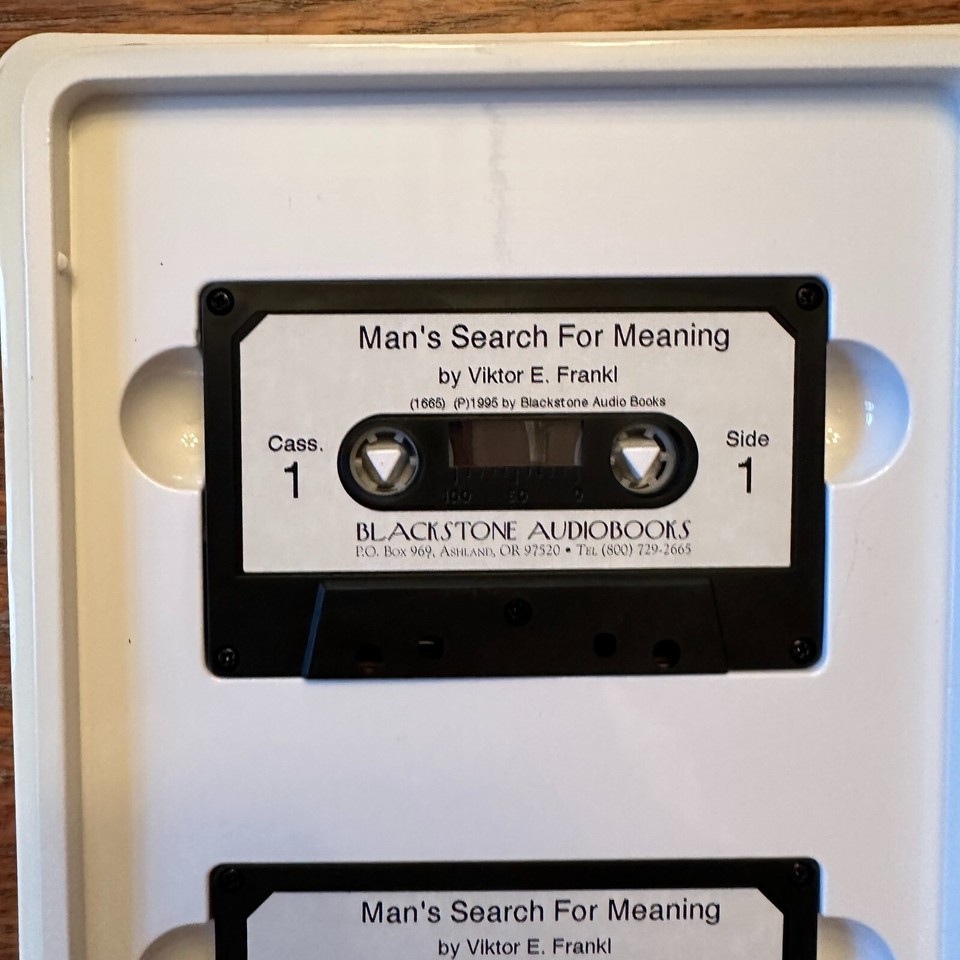 Man's Search For Meaning
by Viktor E. Frankl
(1665) (P)1995 by Blackstone Audio Books
Cass.
1
Side
1
100 50 0
BLACKSTONE AUDIOBOOKS
P.O. Box 969, Ashland, OR 97520 • Tel (800) 729-2665
Man's Search For Meaning
by Viktor E. Frankl